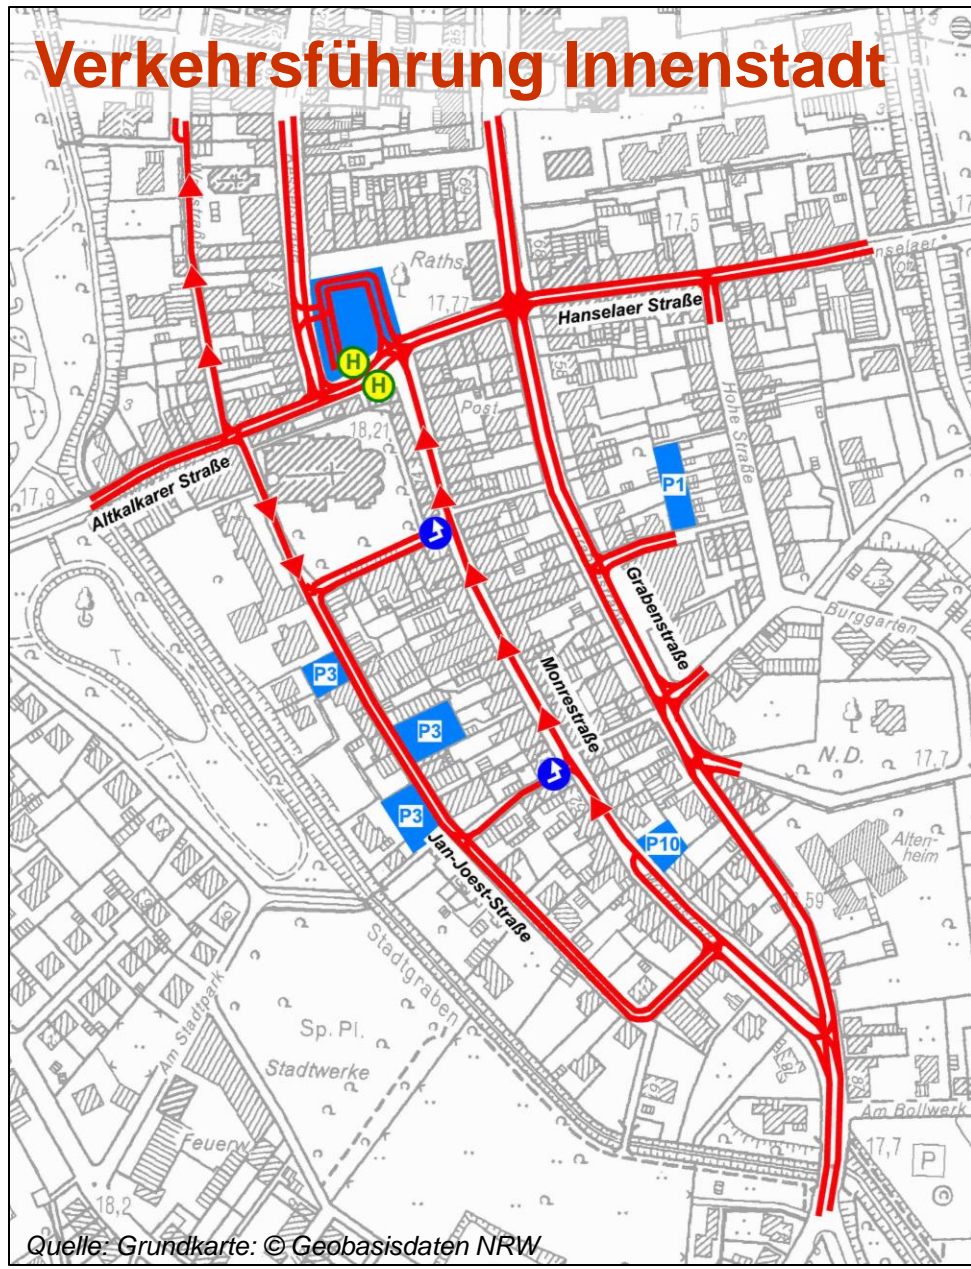 Verkehrsführung Innenstadt
Raths.
17,5
17,77
Hanselaer Straße
H
H
Post
18,21
Hohe Straße
P
3
17,9
Altkalkarer Straße
P1
Grabenstraße
Burggarten
T.
P3
Monrestraße
P3
N.D.
17,7
P3
P10
Alten-
heim
Jan-Joest-Straße
Stadtgraben
Am Stadtpark
Sp. Pl.
Stadtwerke
Am Bollwerk
Feuerw.
17,7
P
18,2
Quelle: Grundkarte: © Geobasisdaten NRW